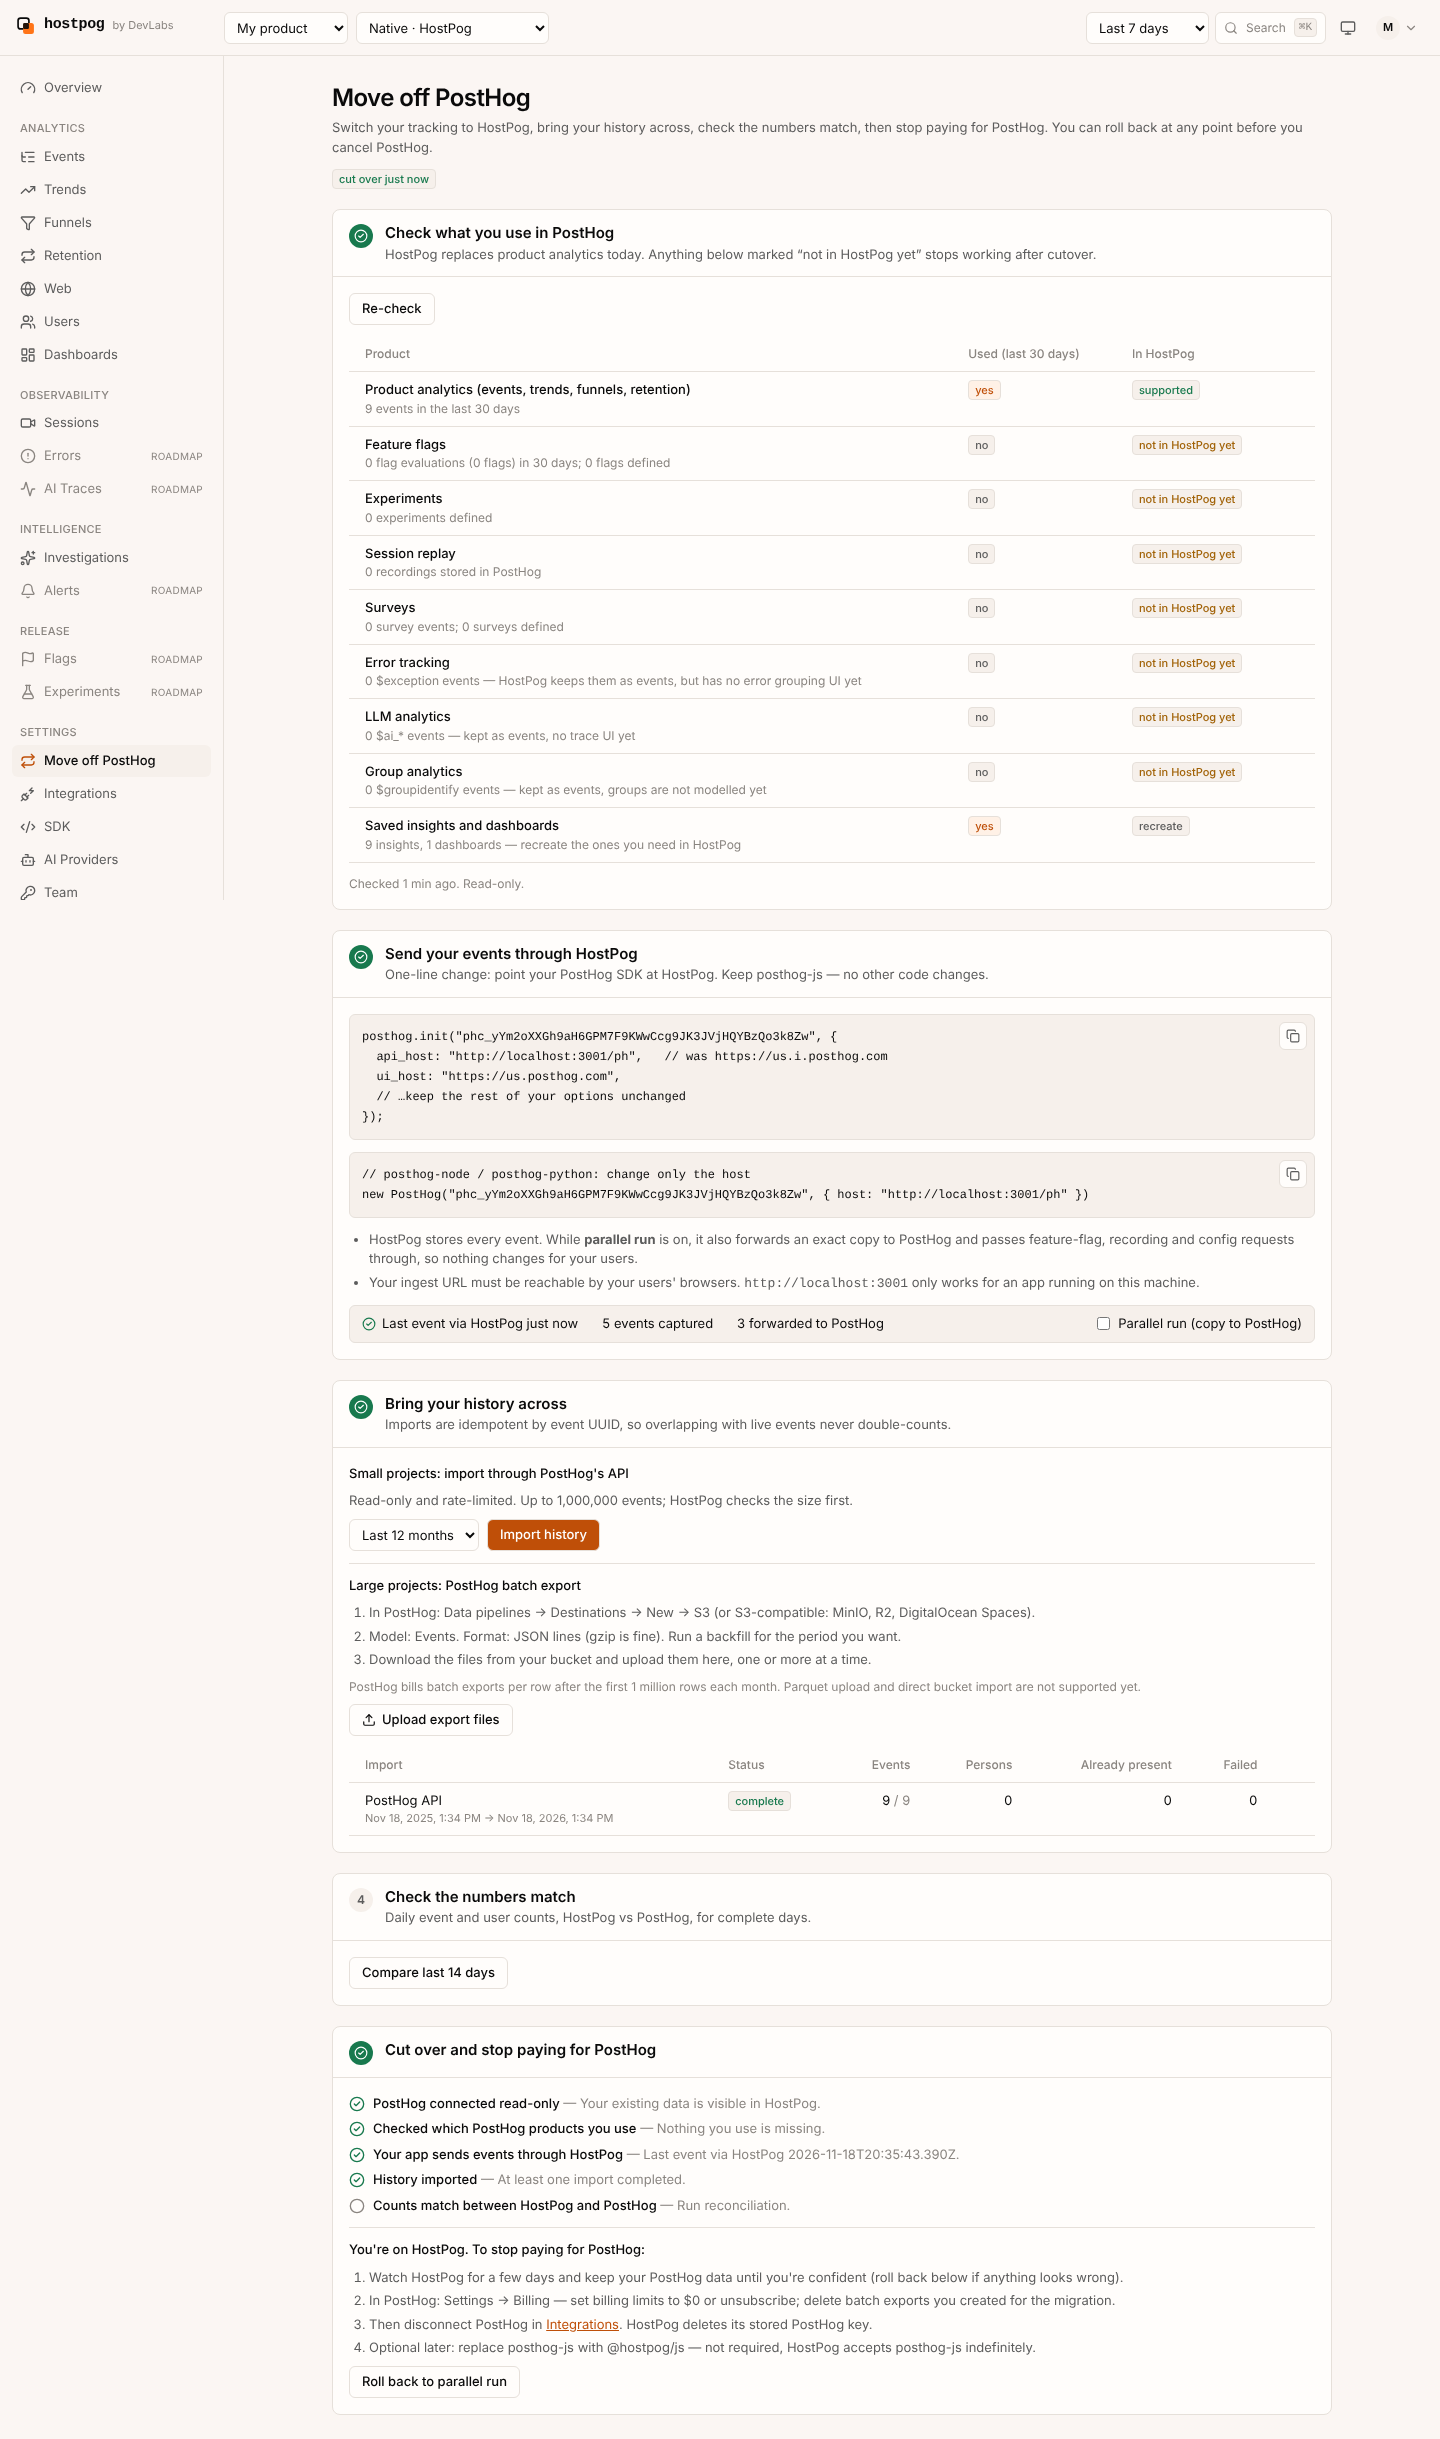 hostpog by DevLabs
My product
Native · HostPog
Last 7 days
Search ⌘K
M
Overview
ANALYTICS
Events
Trends
Funnels
Retention
Web
Users
Dashboards
OBSERVABILITY
Sessions
Errors ROADMAP
AI Traces ROADMAP
INTELLIGENCE
Investigations
Alerts ROADMAP
RELEASE
Flags ROADMAP
Experiments ROADMAP
SETTINGS
Move off PostHog
Integrations
SDK
AI Providers
Team
Move off PostHog
Switch your tracking to HostPog, bring your history across, check the numbers match, then stop paying for PostHog. You can roll back at any point before you
cancel PostHog.
cut over just now
Check what you use in PostHog
HostPog replaces product analytics today. Anything below marked “not in HostPog yet” stops working after cutover.
Re-check
Product Used (last 30 days) In HostPog
Product analytics (events, trends, funnels, retention) yes supported
9 events in the last 30 days
Feature flags no not in HostPog yet
0 flag evaluations (0 flags) in 30 days; 0 flags defined
Experiments no not in HostPog yet
0 experiments defined
Session replay no not in HostPog yet
0 recordings stored in PostHog
Surveys no not in HostPog yet
0 survey events; 0 surveys defined
Error tracking no not in HostPog yet
0 $exception events — HostPog keeps them as events, but has no error grouping UI yet
LLM analytics no not in HostPog yet
0 $ai_* events — kept as events, no trace UI yet
Group analytics no not in HostPog yet
0 $groupidentify events — kept as events, groups are not modelled yet
Saved insights and dashboards yes recreate
9 insights, 1 dashboards — recreate the ones you need in HostPog
Checked 1 min ago. Read-only.
Send your events through HostPog
One-line change: point your PostHog SDK at HostPog. Keep posthog-js — no other code changes.
posthog.init("phc_yYm2oXXGh9aH6GPM7F9KWwCcg9JK3JVjHQYBzQo3k8Zw", {
api_host: "http://localhost:3001/ph", // was https://us.i.posthog.com
ui_host: "https://us.posthog.com",
// …keep the rest of your options unchanged
});
// posthog-node / posthog-python: change only the host
new PostHog("phc_yYm2oXXGh9aH6GPM7F9KWwCcg9JK3JVjHQYBzQo3k8Zw", { host: "http://localhost:3001/ph" })
• HostPog stores every event. While parallel run is on, it also forwards an exact copy to PostHog and passes feature-flag, recording and config requests
through, so nothing changes for your users.
• Your ingest URL must be reachable by your users' browsers. http://localhost:3001 only works for an app running on this machine.
Last event via HostPog just now 5 events captured 3 forwarded to PostHog Parallel run (copy to PostHog)
Bring your history across
Imports are idempotent by event UUID, so overlapping with live events never double-counts.
Small projects: import through PostHog's API
Read-only and rate-limited. Up to 1,000,000 events; HostPog checks the size first.
Last 12 months Import history
Large projects: PostHog batch export
1. In PostHog: Data pipelines → Destinations → New → S3 (or S3-compatible: MinIO, R2, DigitalOcean Spaces).
2. Model: Events. Format: JSON lines (gzip is fine). Run a backfill for the period you want.
3. Download the files from your bucket and upload them here, one or more at a time.
PostHog bills batch exports per row after the first 1 million rows each month. Parquet upload and direct bucket import are not supported yet.
Upload export files
Import Status Events Persons Already present Failed
PostHog API complete 9 / 9 0 0 0
Nov 18, 2025, 1:34 PM → Nov 18, 2026, 1:34 PM
4 Check the numbers match
Daily event and user counts, HostPog vs PostHog, for complete days.
Compare last 14 days
Cut over and stop paying for PostHog
PostHog connected read-only — Your existing data is visible in HostPog.
Checked which PostHog products you use — Nothing you use is missing.
Your app sends events through HostPog — Last event via HostPog 2026-11-18T20:35:43.390Z.
History imported — At least one import completed.
Counts match between HostPog and PostHog — Run reconciliation.
You're on HostPog. To stop paying for PostHog:
1. Watch HostPog for a few days and keep your PostHog data until you're confident (roll back below if anything looks wrong).
2. In PostHog: Settings → Billing — set billing limits to $0 or unsubscribe; delete batch exports you created for the migration.
3. Then disconnect PostHog in Integrations. HostPog deletes its stored PostHog key.
4. Optional later: replace posthog-js with @hostpog/js — not required, HostPog accepts posthog-js indefinitely.
Roll back to parallel run